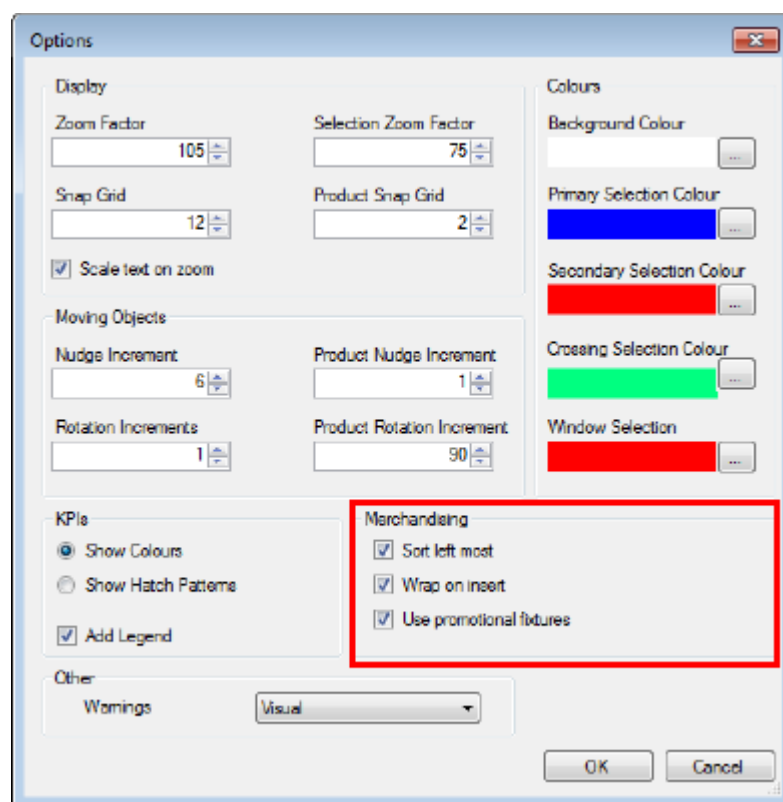 Options
Display
Zoom Factor
Selection Zoom Factor
105
75
Snap Grid
Product Snap Grid
12
2
Scale text on zoom
Moving Objects
Nudge Increment
Product Nudge Increment
6
1
Rotation Increments
Product Rotation Increment
1
90
Colours
Background Colour
...
Primary Selection Colour
...
Secondary Selection Colour
...
Crossing Selection Colour
...
Window Selection
...
KPIs
Show Colours
Show Hatch Patterns
Add Legend
Merchandising
Sort left most
Wrap on insert
Use promotional fixtures
Other
Warnings
Visual
OK
Cancel